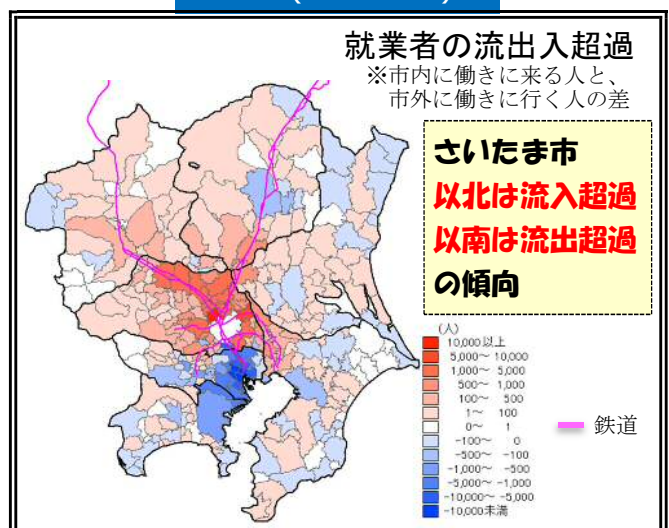 就業者の流出入超過
※市内に働きに来る人と、
市外に働きに行く人の差
さいたま市
以北は流入超過
以南は流出超過
の傾向
(人)
10,000以上
5,000～ 10,000
1,000～ 5,000
500～ 1,000
100～ 500
1～ 100
0～ 1
-100～ 0
-500～ -100
-1,000～ -500
-5,000～ -1,000
-10,000～ -5,000
-10,000未満
鉄道